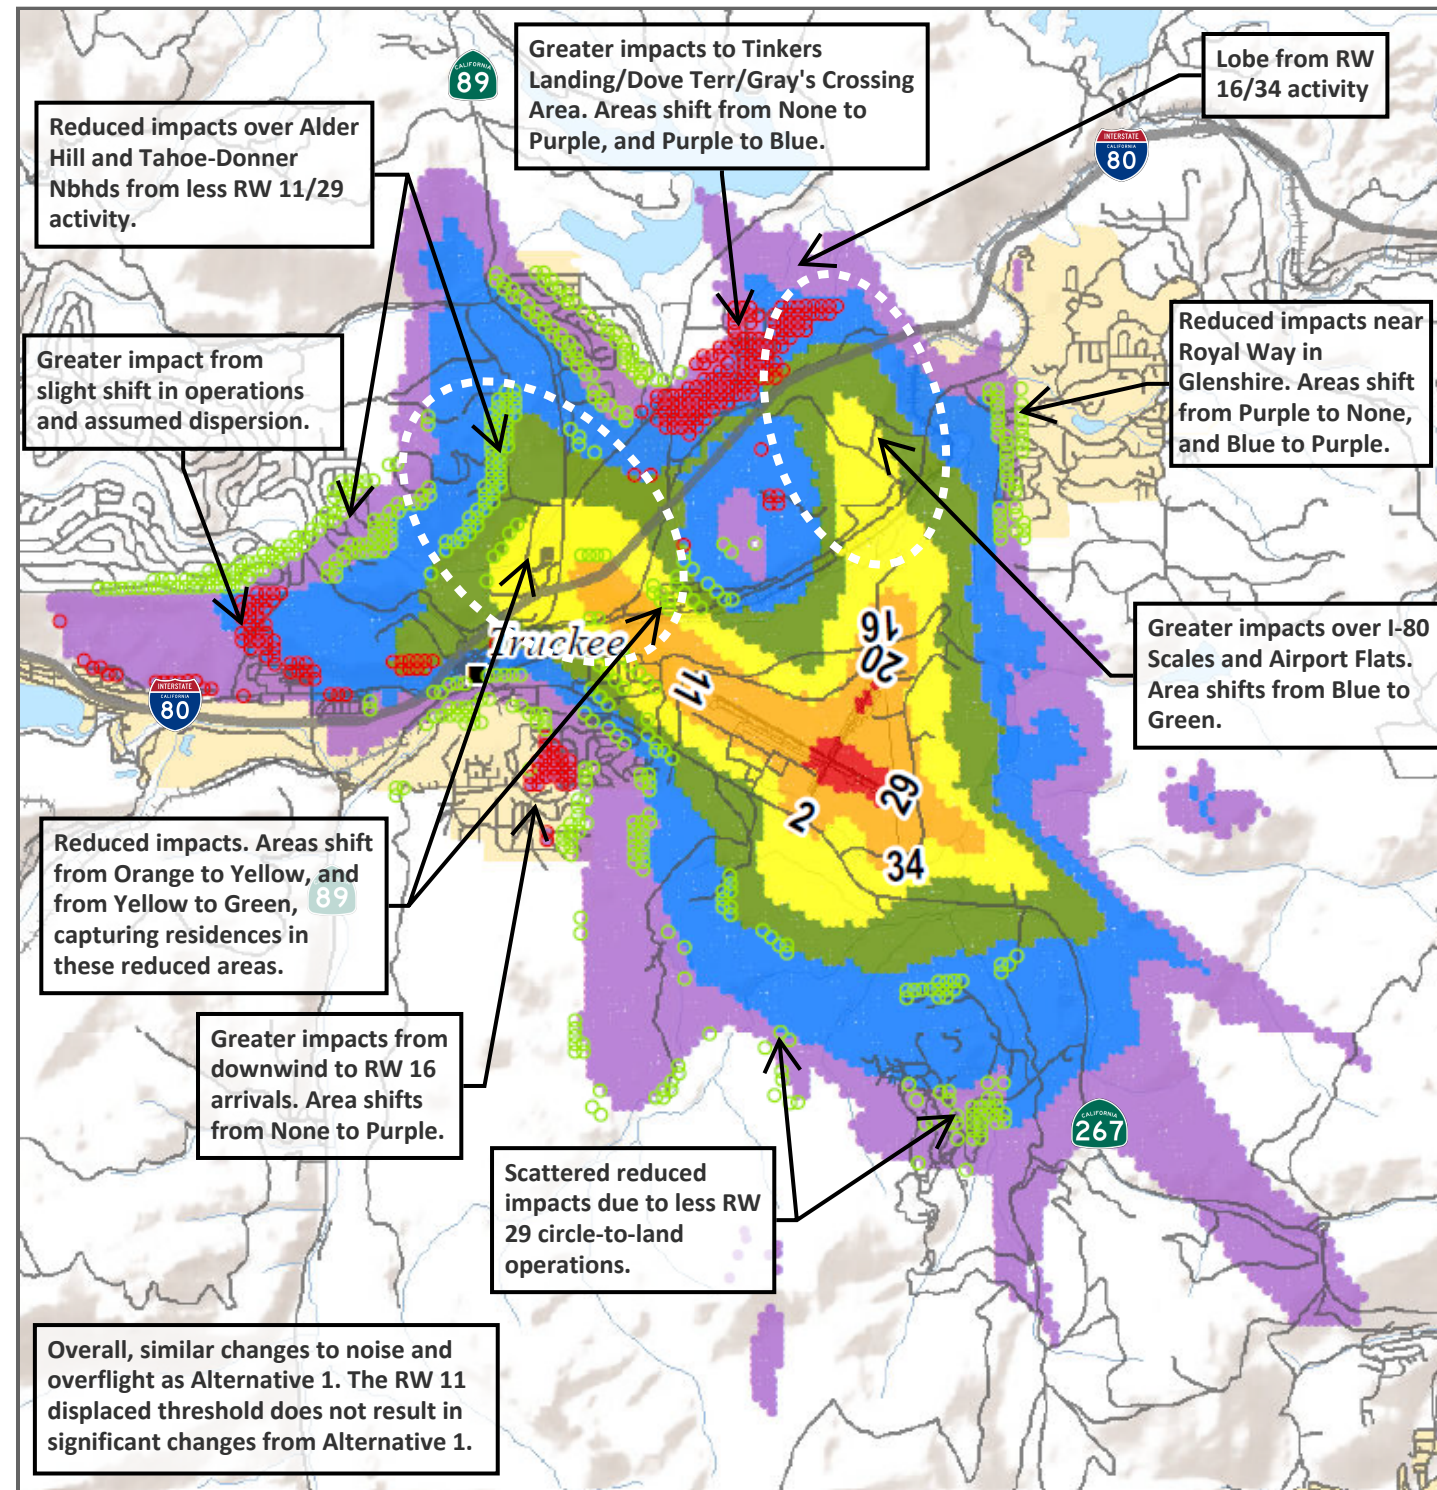 Greater impacts to Tinkers
Landing/Dove Terr/Gray's Crossing
Area. Areas shift from None to
Purple, and Purple to Blue.
Lobe from RW
16/34 activity
CALIFORNIA
89
Reduced impacts over Alder
Hill and Tahoe-Donner
Nbhds from less RW 11/29
activity.
INTERSTATE
CALIFORNIA
80
Reduced impacts near
Royal Way in
Glenshire. Areas shift
from Purple to None,
and Blue to Purple.
Greater impact from
slight shift in operations
and assumed dispersion.
Greater impacts over I-80
Scales and Airport Flats.
Area shifts from Blue to
Green.
16
20
Truckee
11
INTERSTATE
CALIFORNIA
80
29
2
34
Reduced impacts. Areas shift
from Orange to Yellow, and
from Yellow to Green,
capturing residences in
these reduced areas.
89
Greater impacts from
downwind to RW 16
arrivals. Area shifts
from None to Purple.
CALIFORNIA
267
Scattered reduced
impacts due to less RW
29 circle-to-land
operations.
Overall, similar changes to noise and
overflight as Alternative 1. The RW 11
displaced threshold does not result in
significant changes from Alternative 1.